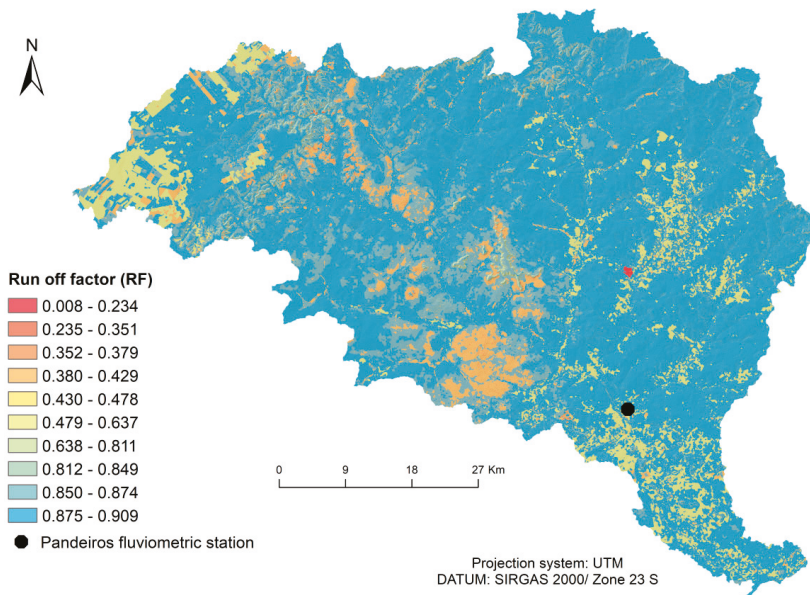 N
Run off factor (RF)
0.008 - 0.234
0.235 - 0.351
0.352 - 0.379
0.380 - 0.429
0.430 - 0.478
0.479 - 0.637
0.638 - 0.811
0.812 - 0.849
0.850 - 0.874
0.875 - 0.909
Pandeiros fluviometric station
0 9 18 27 Km
Projection system: UTM
DATUM: SIRGAS 2000/ Zone 23 S